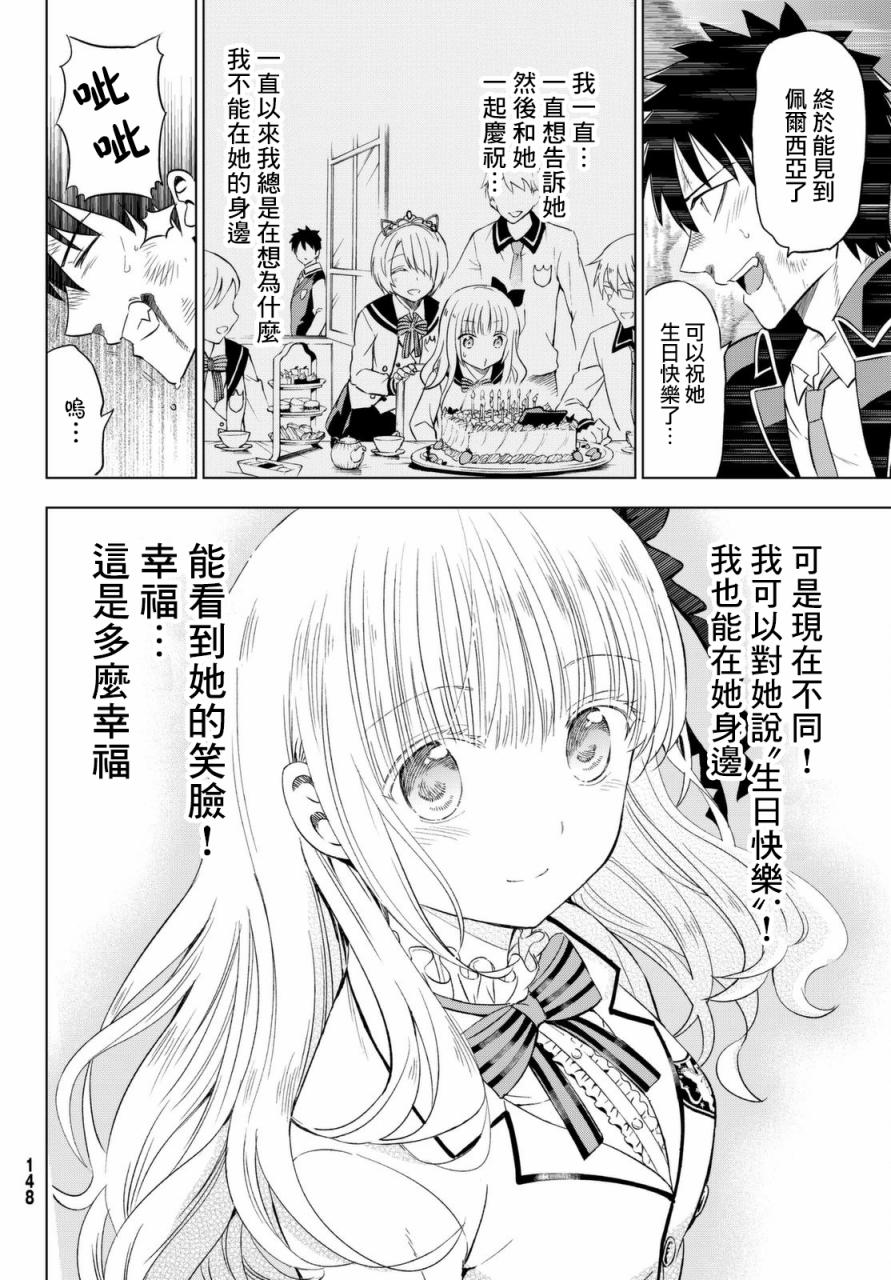 終於能見到
佩爾西亞了
可以祝她
生日快樂了…
我一直…
一直想告訴她
然後和她
一起慶祝…
一直以來我總是在想為什麼
我不能在她的身邊
呲
呲
嗚…
可是現在不同！
我可以對她說〝生日快樂〞！
我也能在她身邊
能看到她的笑臉！
幸福…
這是多麼幸福
148